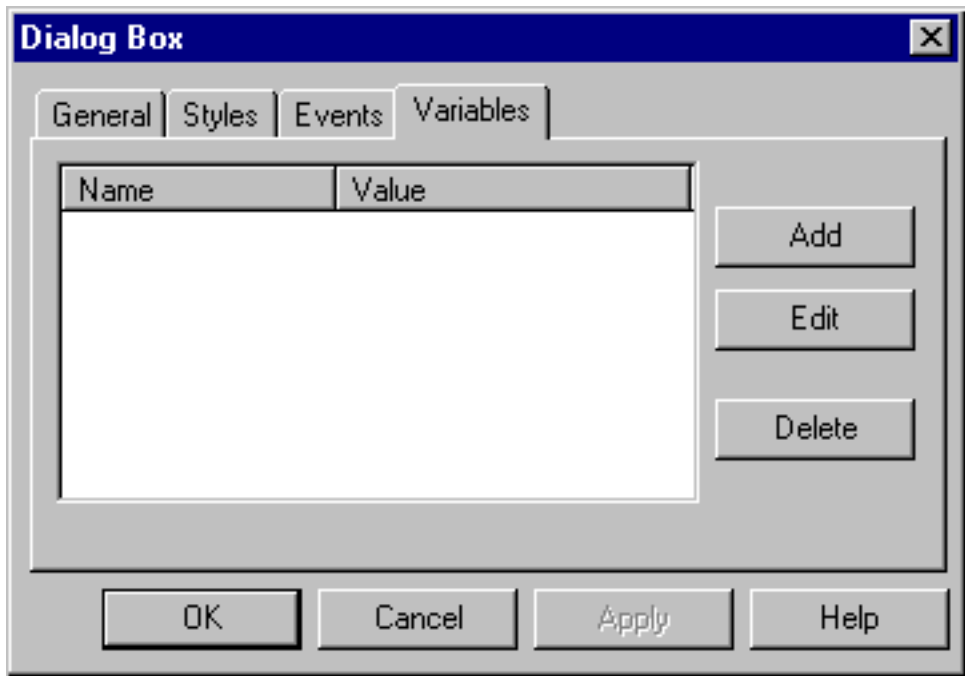 Dialog Box
General Styles Events Variables
Name Value
Add
Edit
Delete
OK Cancel Apply Help